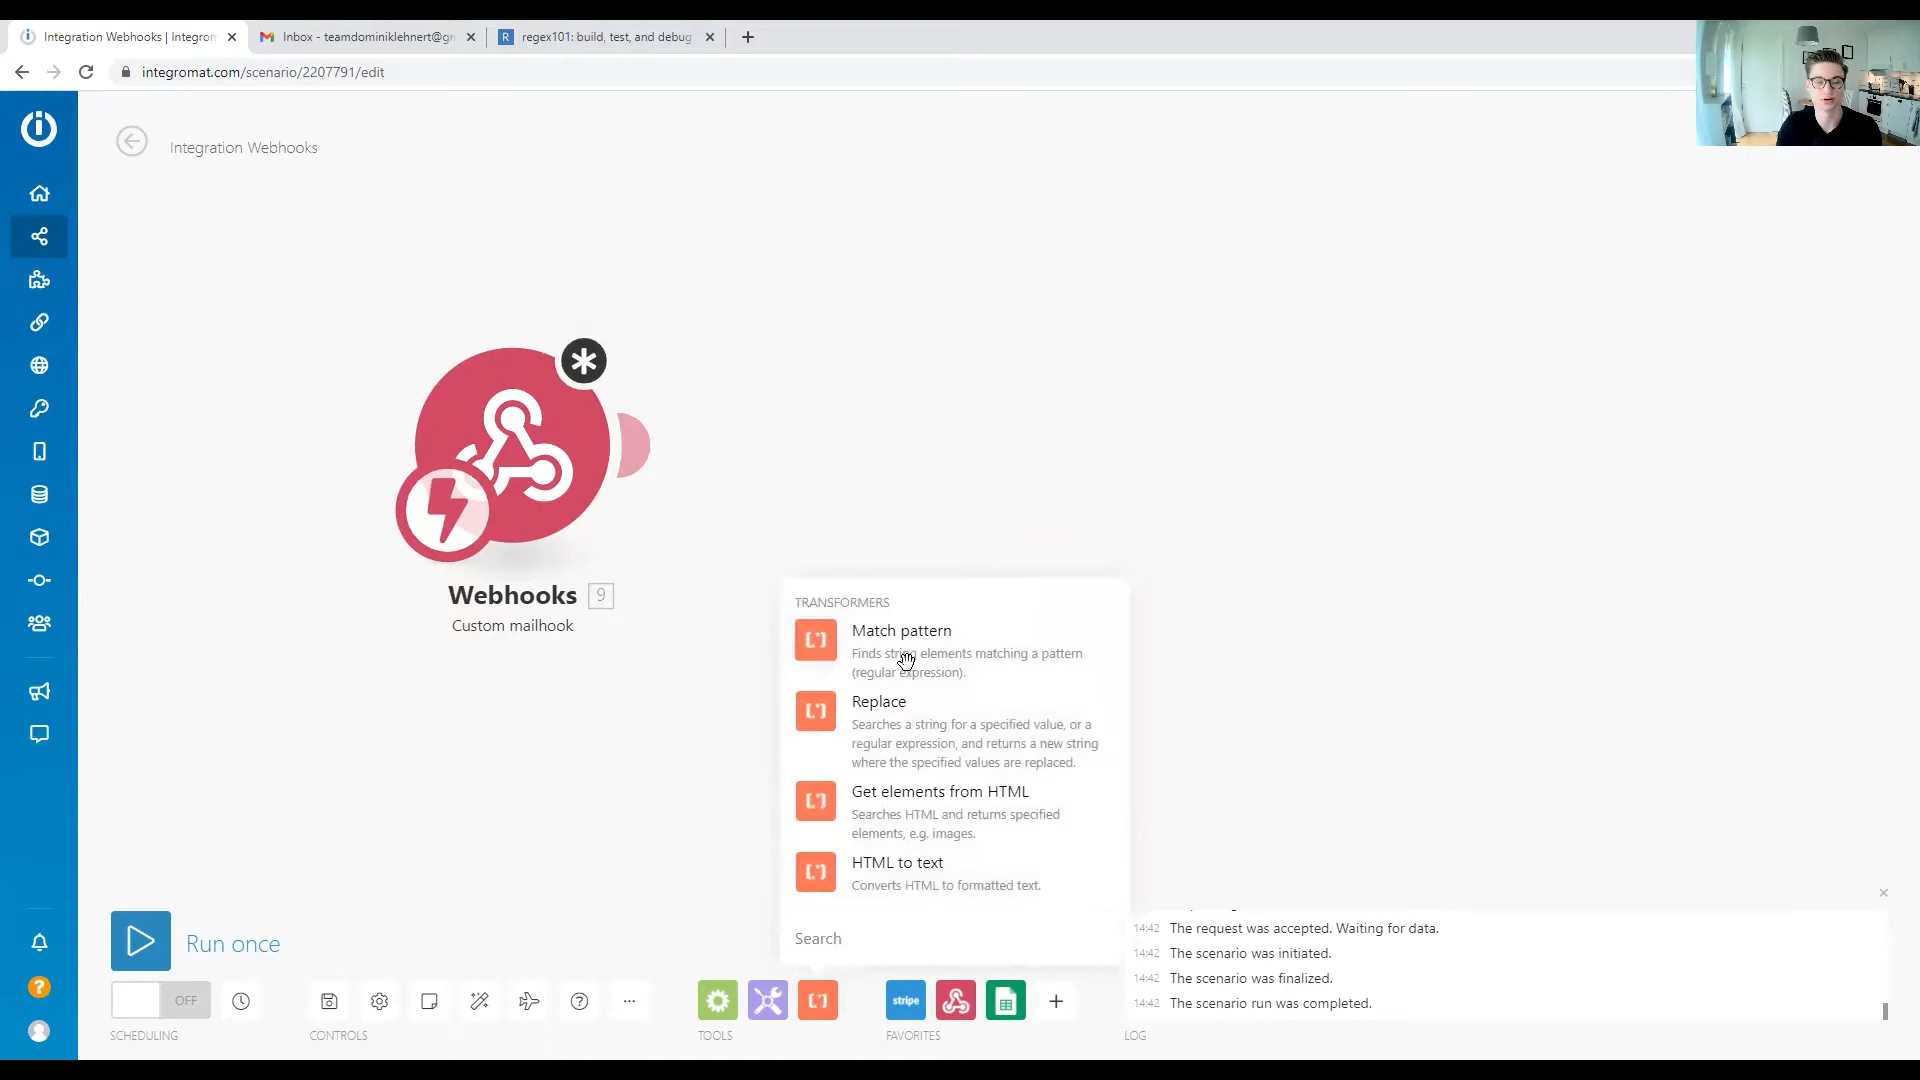 Integration Webhooks | Integrom
Inbox - teamdominiklehnert@gm
R
regex101: build, test, and debug
integromat.com/scenario/2207791/edit
Integration Webhooks
Webhooks 9
Custom mailhook
TRANSFORMERS
Match pattern
Finds string elements matching a pattern
(regular expression).
Replace
Searches a string for a specified value, or a
regular expression, and returns a new string
where the specified values are replaced.
Get elements from HTML
Searches HTML and returns specified
elements, e.g. images.
HTML to text
Converts HTML to formatted text.
Search
Run once
14:42 The request was accepted. Waiting for data.
14:42 The scenario was initiated.
14:42 The scenario was finalized.
14:42 The scenario run was completed.
OFF
stripe
SCHEDULING
CONTROLS
TOOLS
FAVORITES
LOG